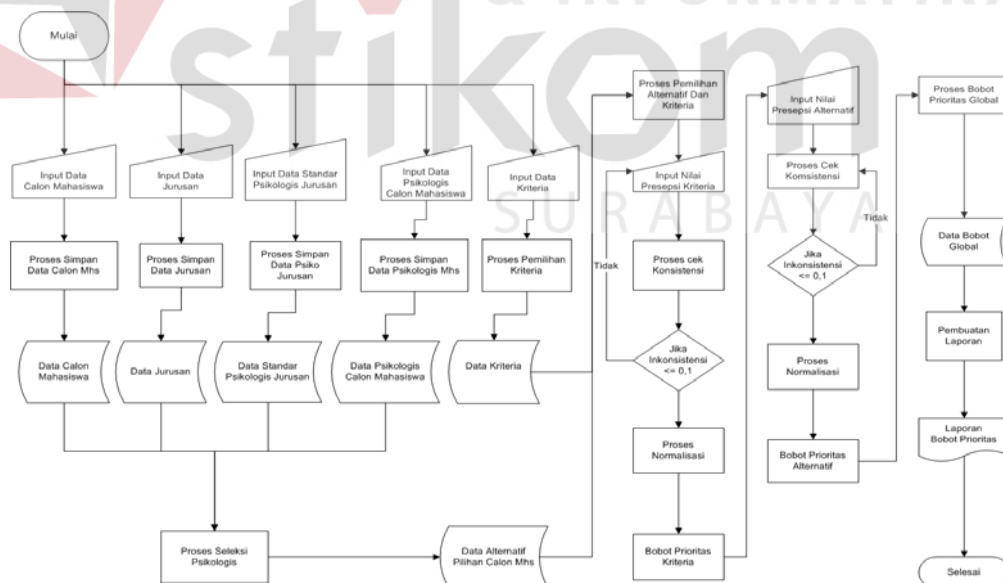 & INFORMATIKA
stikom
SURABAYA
Mulai
Input Data
Calon Mahasiswa
Input Data
Jurusan
Input Data Standar
Psikologis Jurusan
Input Data
Psikologis
Calon Mahasiswa
Input Data
Kriteria
Proses Simpan
Data Calon Mhs
Proses Simpan
Data Jurusan
Proses Simpan
Data Psiko
Jurusan
Proses Simpan
Data Psikologis Mhs
Proses Pemilihan
Kriteria
Data Calon
Mahasiswa
Data Jurusan
Data Standar
Psikologis Jurusan
Data Psikologis
Calon Mahasiswa
Data Kriteria
Proses Seleksi
Psikologis
Data Alternatif
Pilihan Calon Mhs
Proses Pemilihan
Alternatif Dan
Kriteria
Input Nilai
Presepsi Kriteria
Proses cek
Konsistensi
Tidak
Jika
Inkonsistensi
<= 0,1
Proses
Normalisasi
Bobot Prioritas
Kriteria
Input Nilai
Presepsi Alternatif
Proses Cek
Komsistensi
Tidak
Jika
Inkonsistensi
<= 0,1
Proses
Normalisasi
Bobot Prioritas
Alternatif
Proses Bobot
Prioritas Global
Data Bobot
Global
Pembuatan
Laporan
Laporan
Bobot Prioritas
Selesai